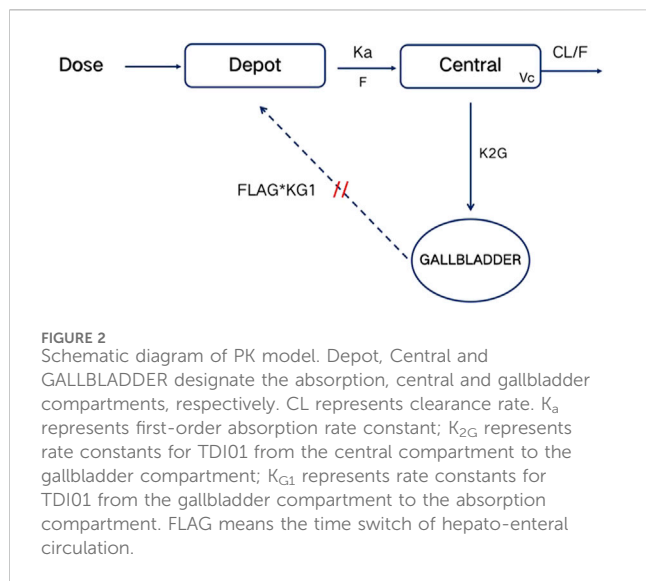 Dose
Depot
Ka
F
Central
Vc
CL/F
K2G
FLAG*KG1
GALLBLADDER
FIGURE 2
Schematic diagram of PK model. Depot, Central and
GALLBLADDER designate the absorption, central and gallbladder
compartments, respectively. CL represents clearance rate. Ka
represents first-order absorption rate constant; K2G represents
rate constants for TDI01 from the central compartment to the
gallbladder compartment; KG1 represents rate constants for
TDI01 from the gallbladder compartment to the absorption
compartment. FLAG means the time switch of hepato-enteral
circulation.